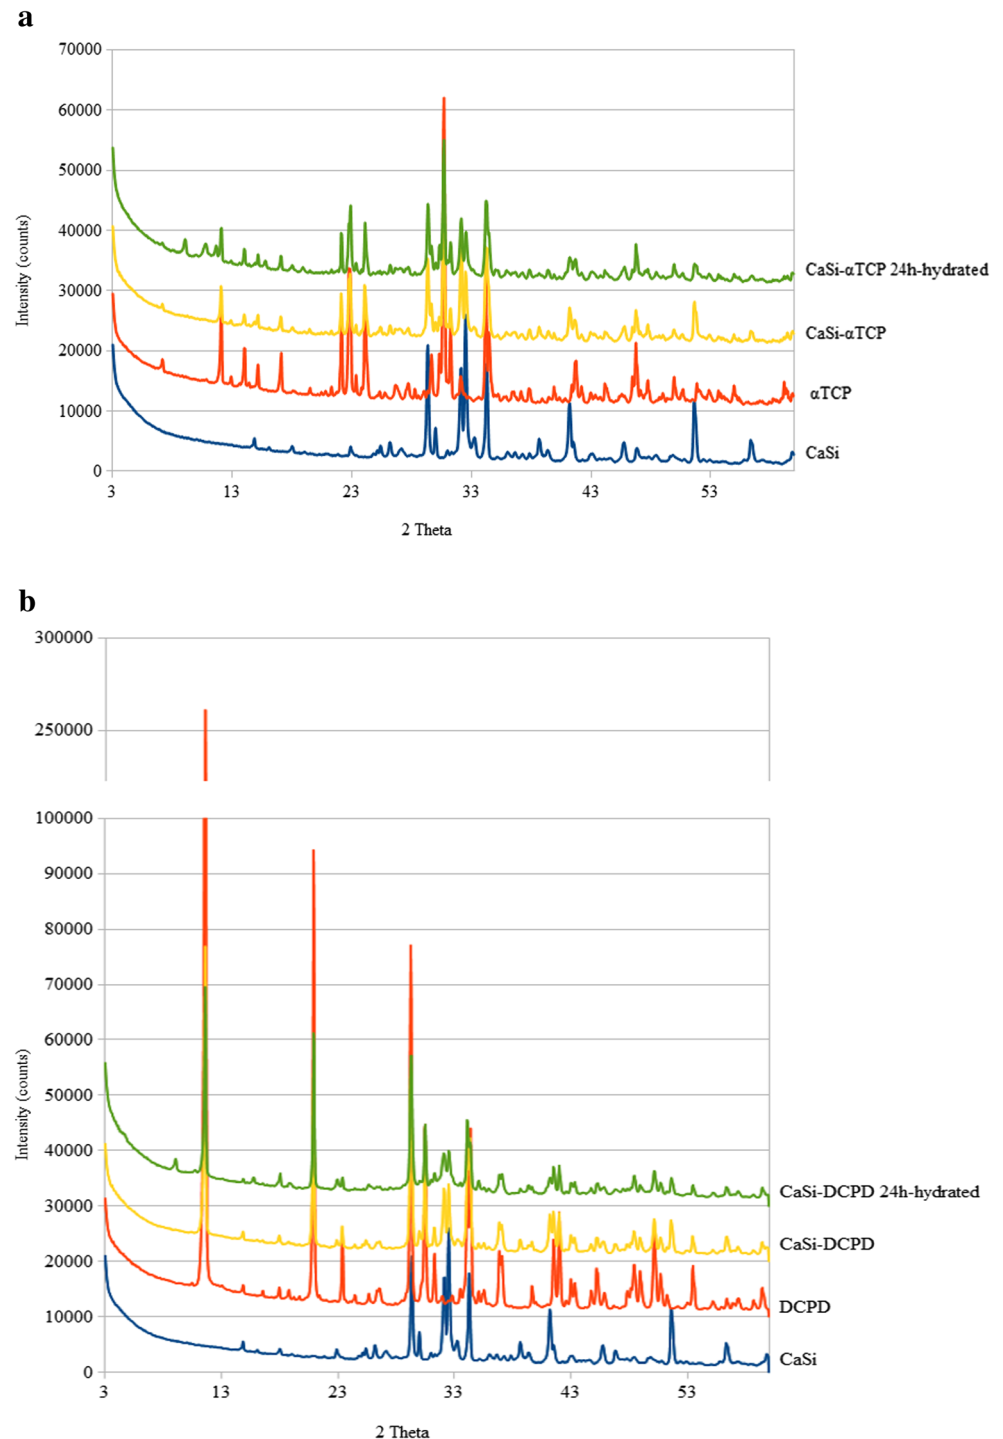 a
70000
60000
50000
40000
30000
20000
10000
0
Intensity (counts)
3 13 23 33 43 53
2 Theta
CaSi-αTCP 24h-hydrated
CaSi-αTCP
αTCP
CaSi
b
300000
250000
100000
90000
80000
70000
60000
50000
40000
30000
20000
10000
0
Intensity (counts)
3 13 23 33 43 53
2 Theta
CaSi-DCPD 24h-hydrated
CaSi-DCPD
DCPD
CaSi